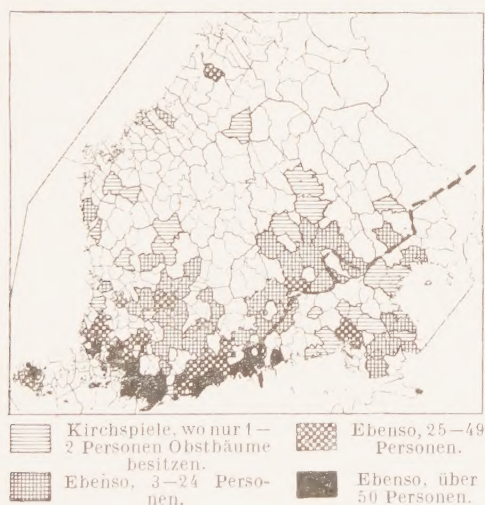 Kirchspiele, wo nur 1—
2 Personen Obstbäume
besitzen.
Ebenso, 3—24 Perso-
nen.
Ebenso, 25—49
Personen.
Ebenso, über
50 Personen.